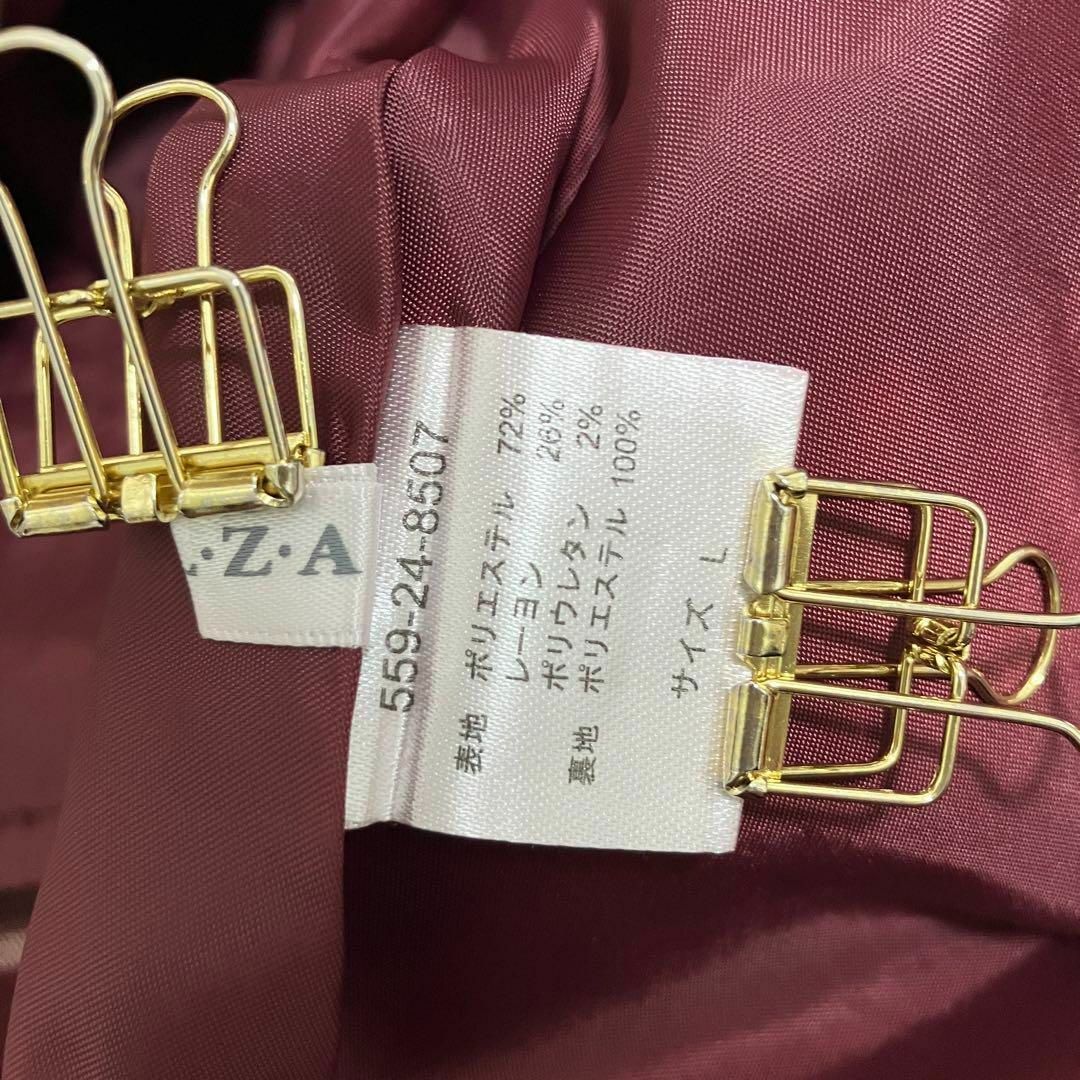 Z・A
559-24-8507
表地 ポリエステル 72%
レーヨン 26%
ポリウレタン 2%
裏地 ポリエステル 100%
サイズ L